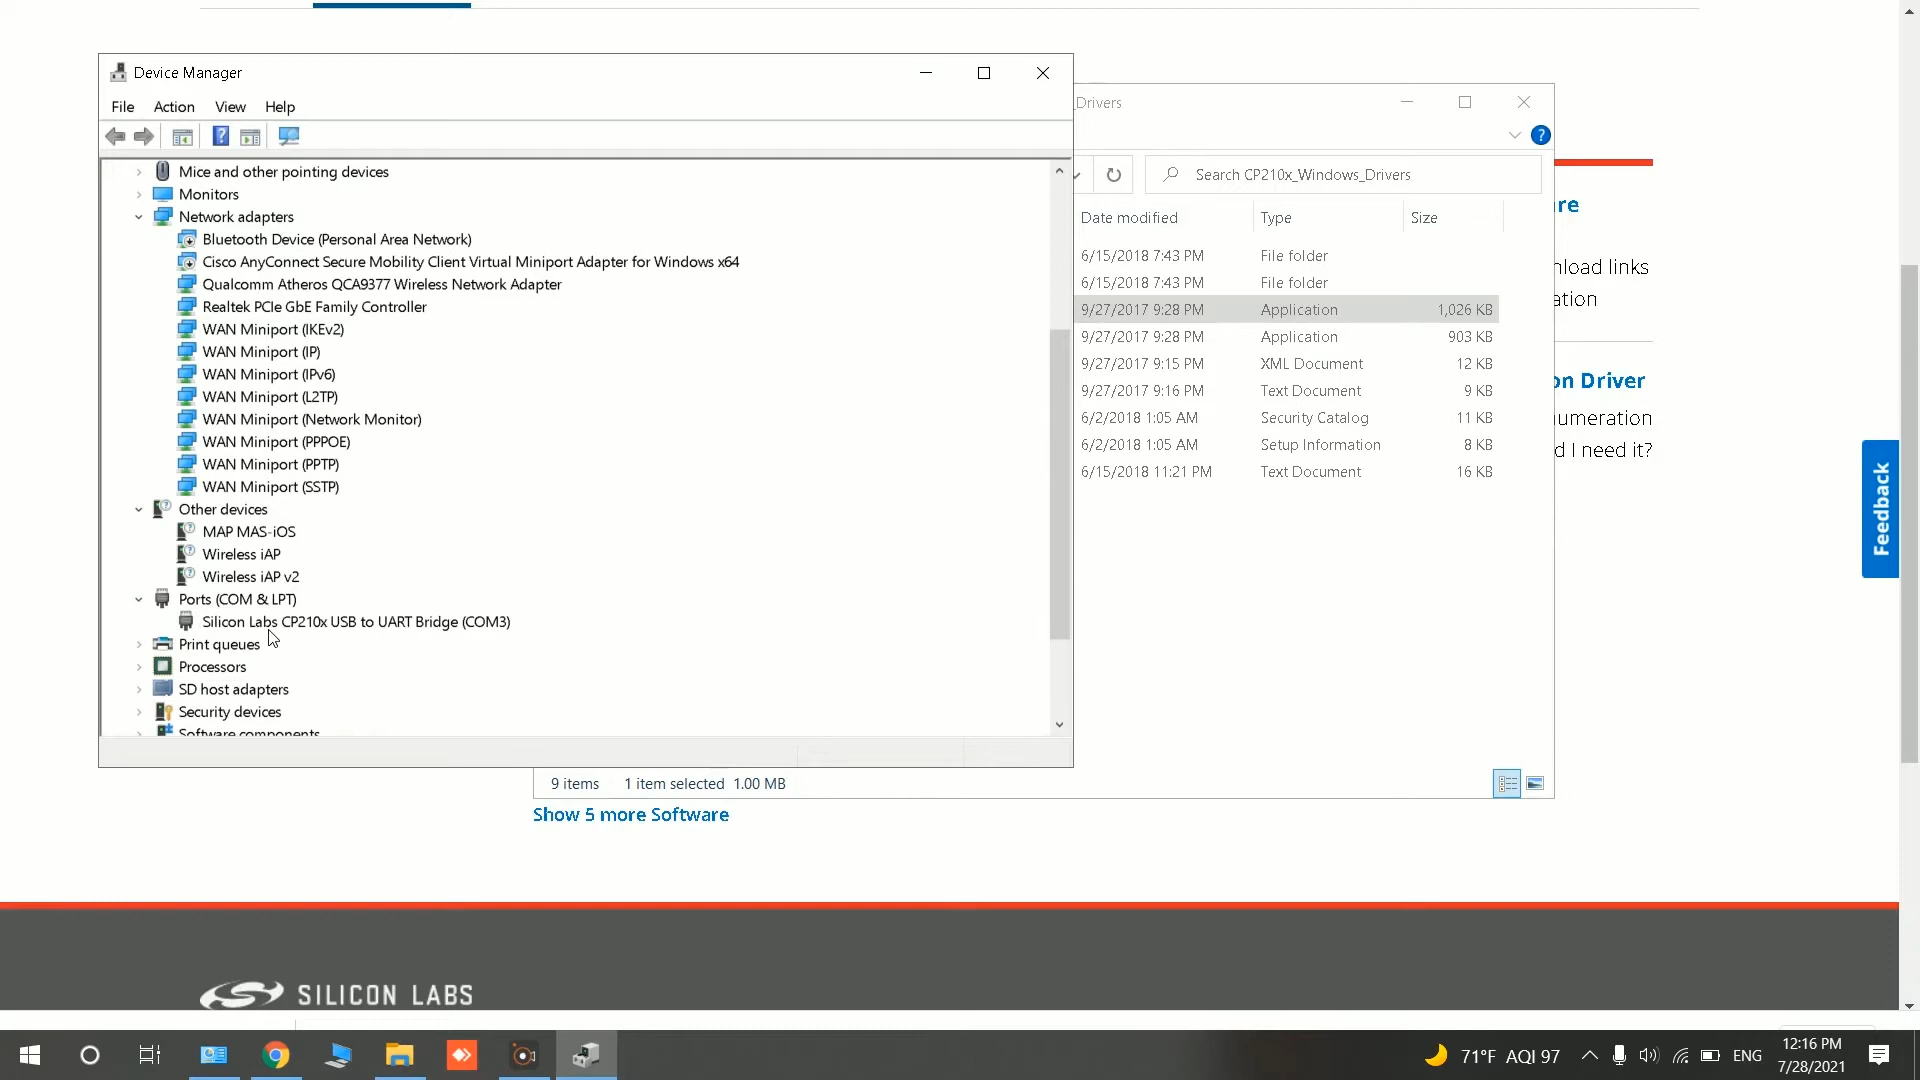 Device Manager
File Action View Help
Mice and other pointing devices
Monitors
Network adapters
Bluetooth Device (Personal Area Network)
Cisco AnyConnect Secure Mobility Client Virtual Miniport Adapter for Windows x64
Qualcomm Atheros QCA9377 Wireless Network Adapter
Realtek PCIe GbE Family Controller
WAN Miniport (IKEv2)
WAN Miniport (IP)
WAN Miniport (IPv6)
WAN Miniport (L2TP)
WAN Miniport (Network Monitor)
WAN Miniport (PPPOE)
WAN Miniport (PPTP)
WAN Miniport (SSTP)
Other devices
MAP MAS-iOS
Wireless iAP
Wireless iAP v2
Ports (COM & LPT)
Silicon Labs CP210x USB to UART Bridge (COM3)
Print queues
Processors
SD host adapters
Security devices
Software components
_Drivers
Search CP210x_Windows_Drivers
Date modified Type Size
6/15/2018 7:43 PM File folder
6/15/2018 7:43 PM File folder
9/27/2017 9:28 PM Application 1,026 KB
9/27/2017 9:28 PM Application 903 KB
9/27/2017 9:15 PM XML Document 12 KB
9/27/2017 9:16 PM Text Document 9 KB
6/2/2018 1:05 AM Security Catalog 11 KB
6/2/2018 1:05 AM Setup Information 8 KB
6/15/2018 11:21 PM Text Document 16 KB
9 items 1 item selected 1.00 MB
re
nload links
ation
on Driver
umeration
d I need it?
Feedback
Show 5 more Software
SILICON LABS
71°F AQI 97
ENG
12:16 PM
7/28/2021